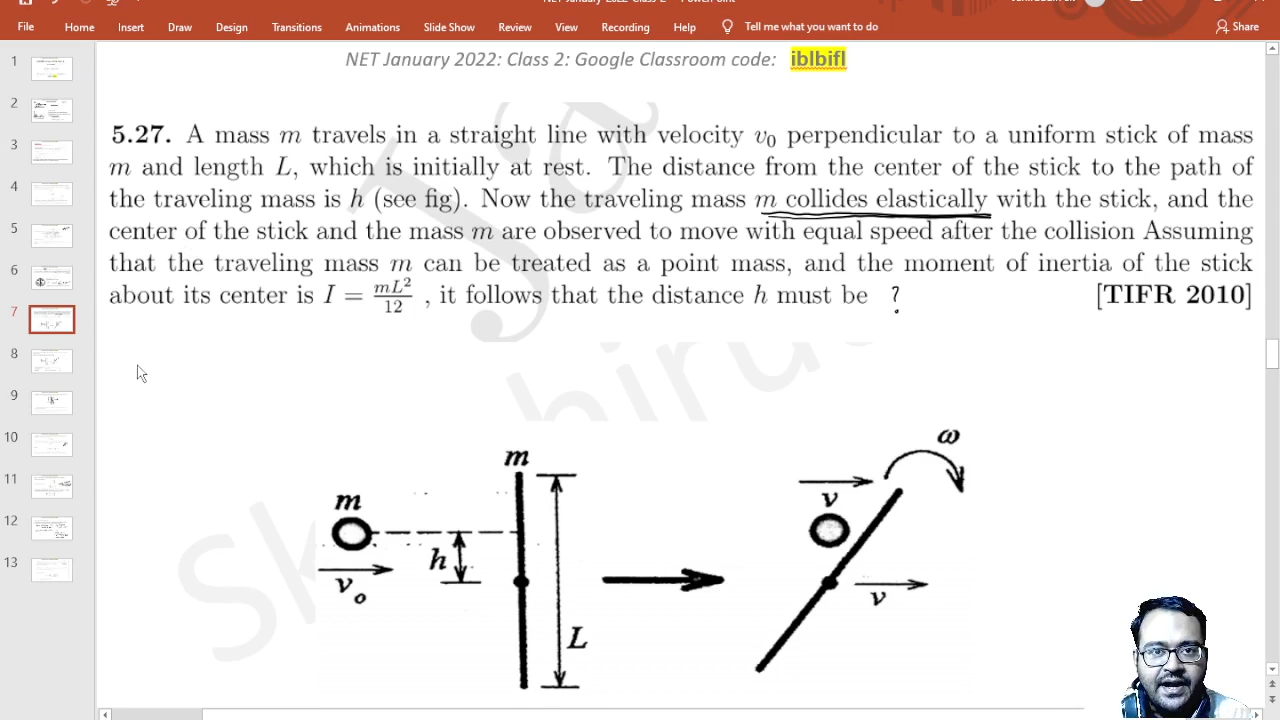 File Home Insert Draw Design Transitions Animations Slide Show Review View Recording Help Tell me what you want to do Share
1
2
3
4
5
6
7
8
9
10
11
12
13
NET January 2022: Class 2: Google Classroom code: iblbifl
5.27. A mass m travels in a straight line with velocity v₀ perpendicular to a uniform stick of mass
m and length L, which is initially at rest. The distance from the center of the stick to the path of
the traveling mass is h (see fig). Now the traveling mass m collides elastically with the stick, and the
center of the stick and the mass m are observed to move with equal speed after the collision Assuming
that the traveling mass m can be treated as a point mass, and the moment of inertia of the stick
about its center is I = mL²/12 , it follows that the distance h must be ? [TIFR 2010]
m
m
h
v₀
L
ω
v
v